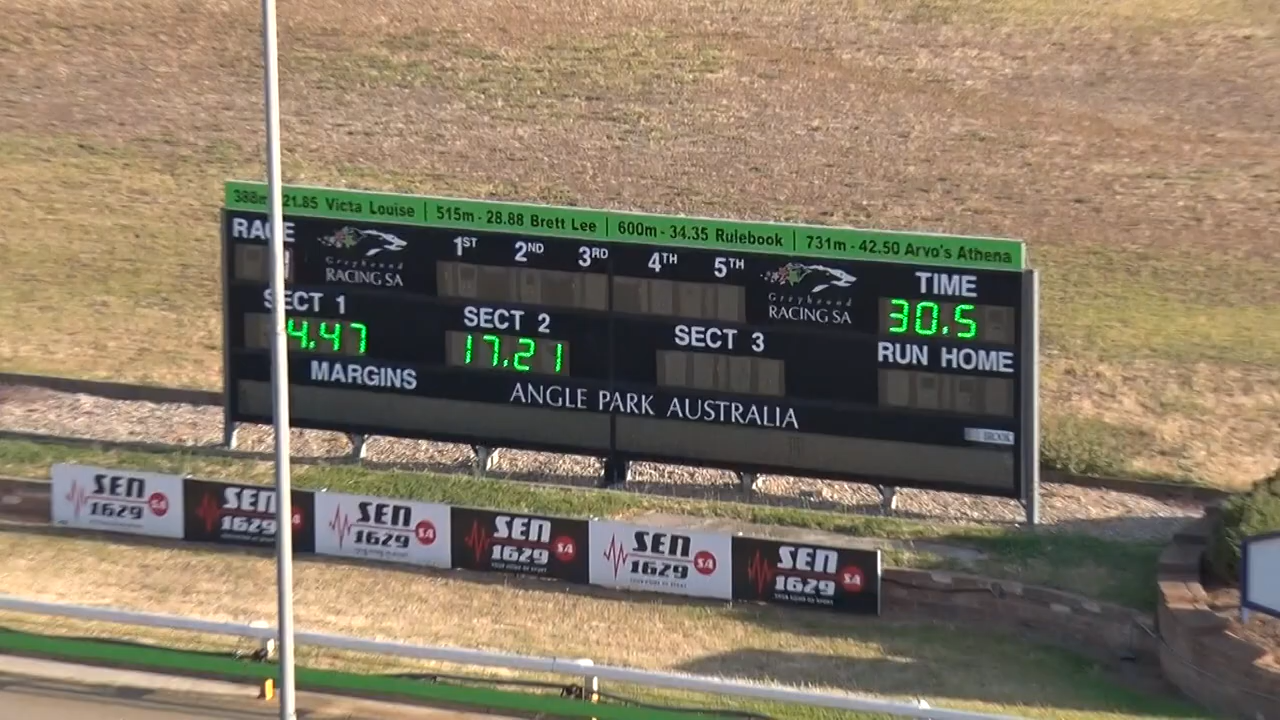 388m - 21.85 Victa Louise | 515m - 28.88 Brett Lee | 600m - 34.35 Rulebook | 731m - 42.50 Arvo's Athena
RACE
Greyhound
RACING SA
1ST 2ND 3RD 4TH 5TH
Greyhound
RACING SA
TIME
30.5
SECT 1
4.47
SECT 2
17.21
SECT 3
RUN HOME
MARGINS
ANGLE PARK AUSTRALIA
SEN SA
1629
SEN
1629
SEN SA
1629
SEN SA
1629
SEN SA
1629
SEN SA
1629